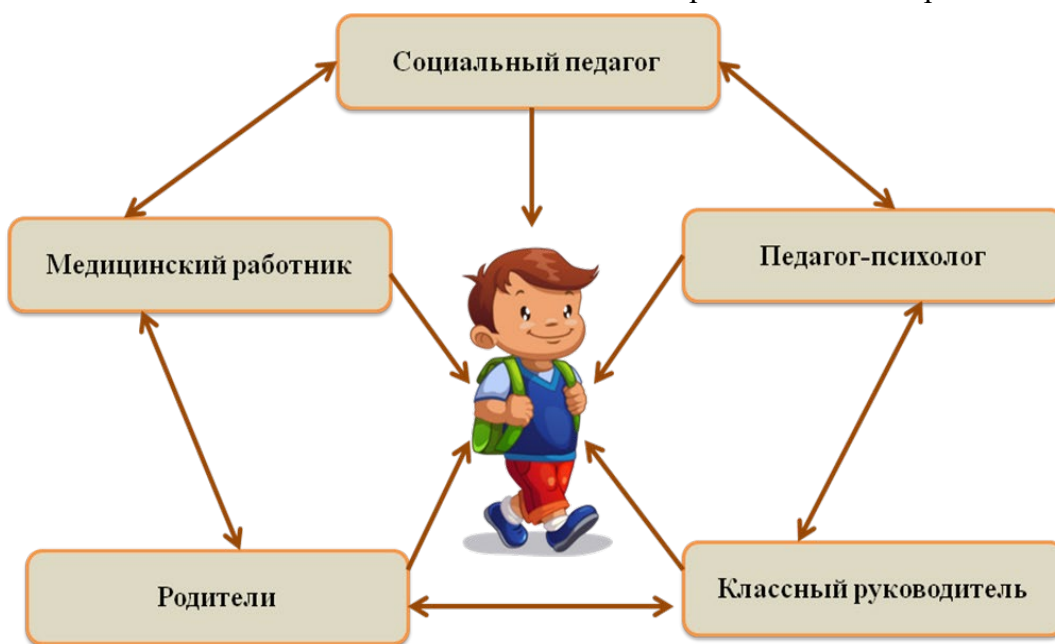 Социальный педагог
Медицинский работник
Педагог-психолог
Родители
Классный руководитель